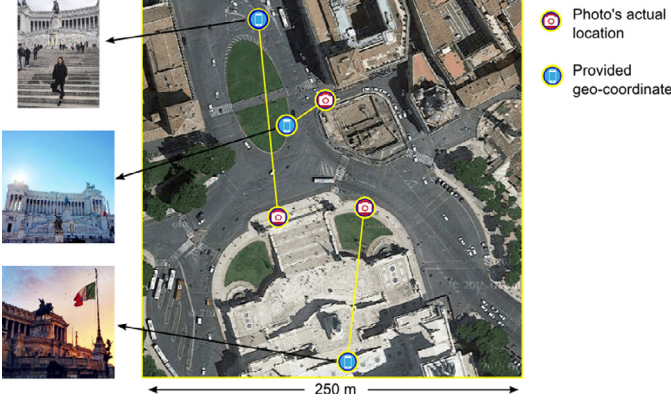 Photo's actual
location
Provided
geo-coordinate
250 m